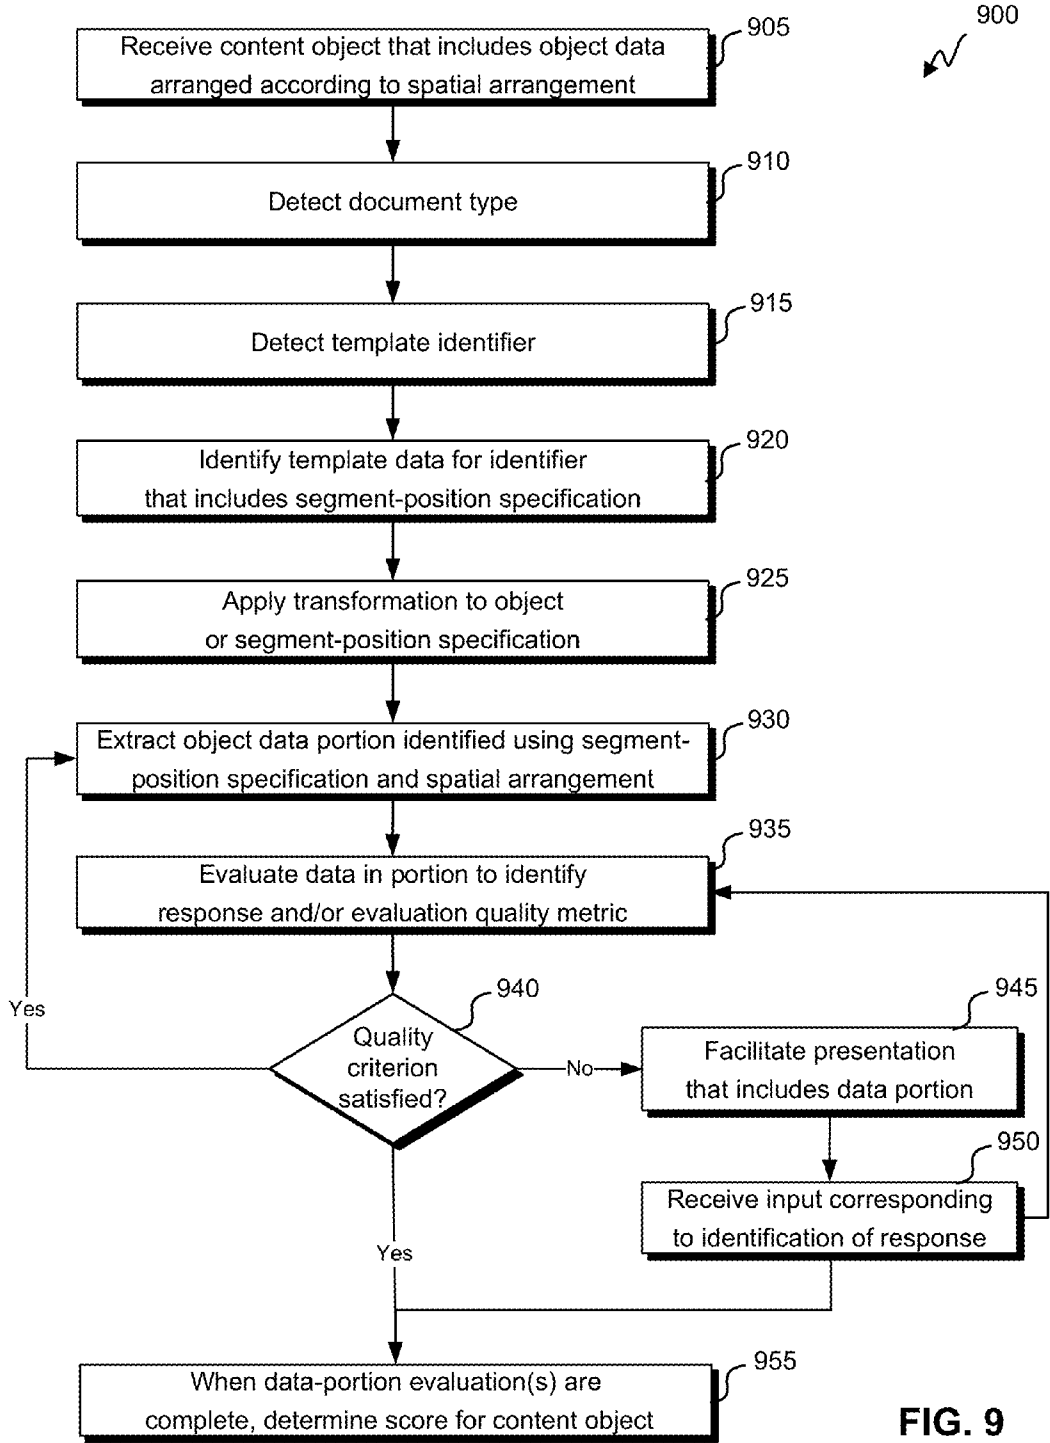 900
905
Receive content object that includes object data
arranged according to spatial arrangement
910
Detect document type
915
Detect template identifier
920
Identify template data for identifier
that includes segment-position specification
925
Apply transformation to object
or segment-position specification
930
Extract object data portion identified using segment-
position specification and spatial arrangement
935
Evaluate data in portion to identify
response and/or evaluation quality metric
940
Quality
criterion
satisfied?
Yes
No
945
Facilitate presentation
that includes data portion
950
Receive input corresponding
to identification of response
Yes
955
When data-portion evaluation(s) are
complete, determine score for content object
FIG. 9